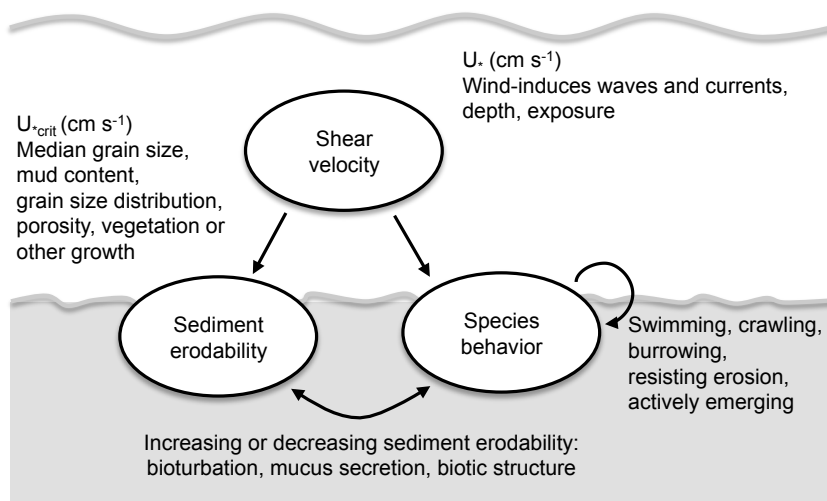 U* (cm s-1)
Wind-induces waves and currents,
depth, exposure
U*crit (cm s-1)
Median grain size,
mud content,
grain size distribution,
porosity, vegetation or
other growth
Shear
velocity
Sediment
erodability
Species
behavior
Swimming, crawling,
burrowing,
resisting erosion,
actively emerging
Increasing or decreasing sediment erodability:
bioturbation, mucus secretion, biotic structure